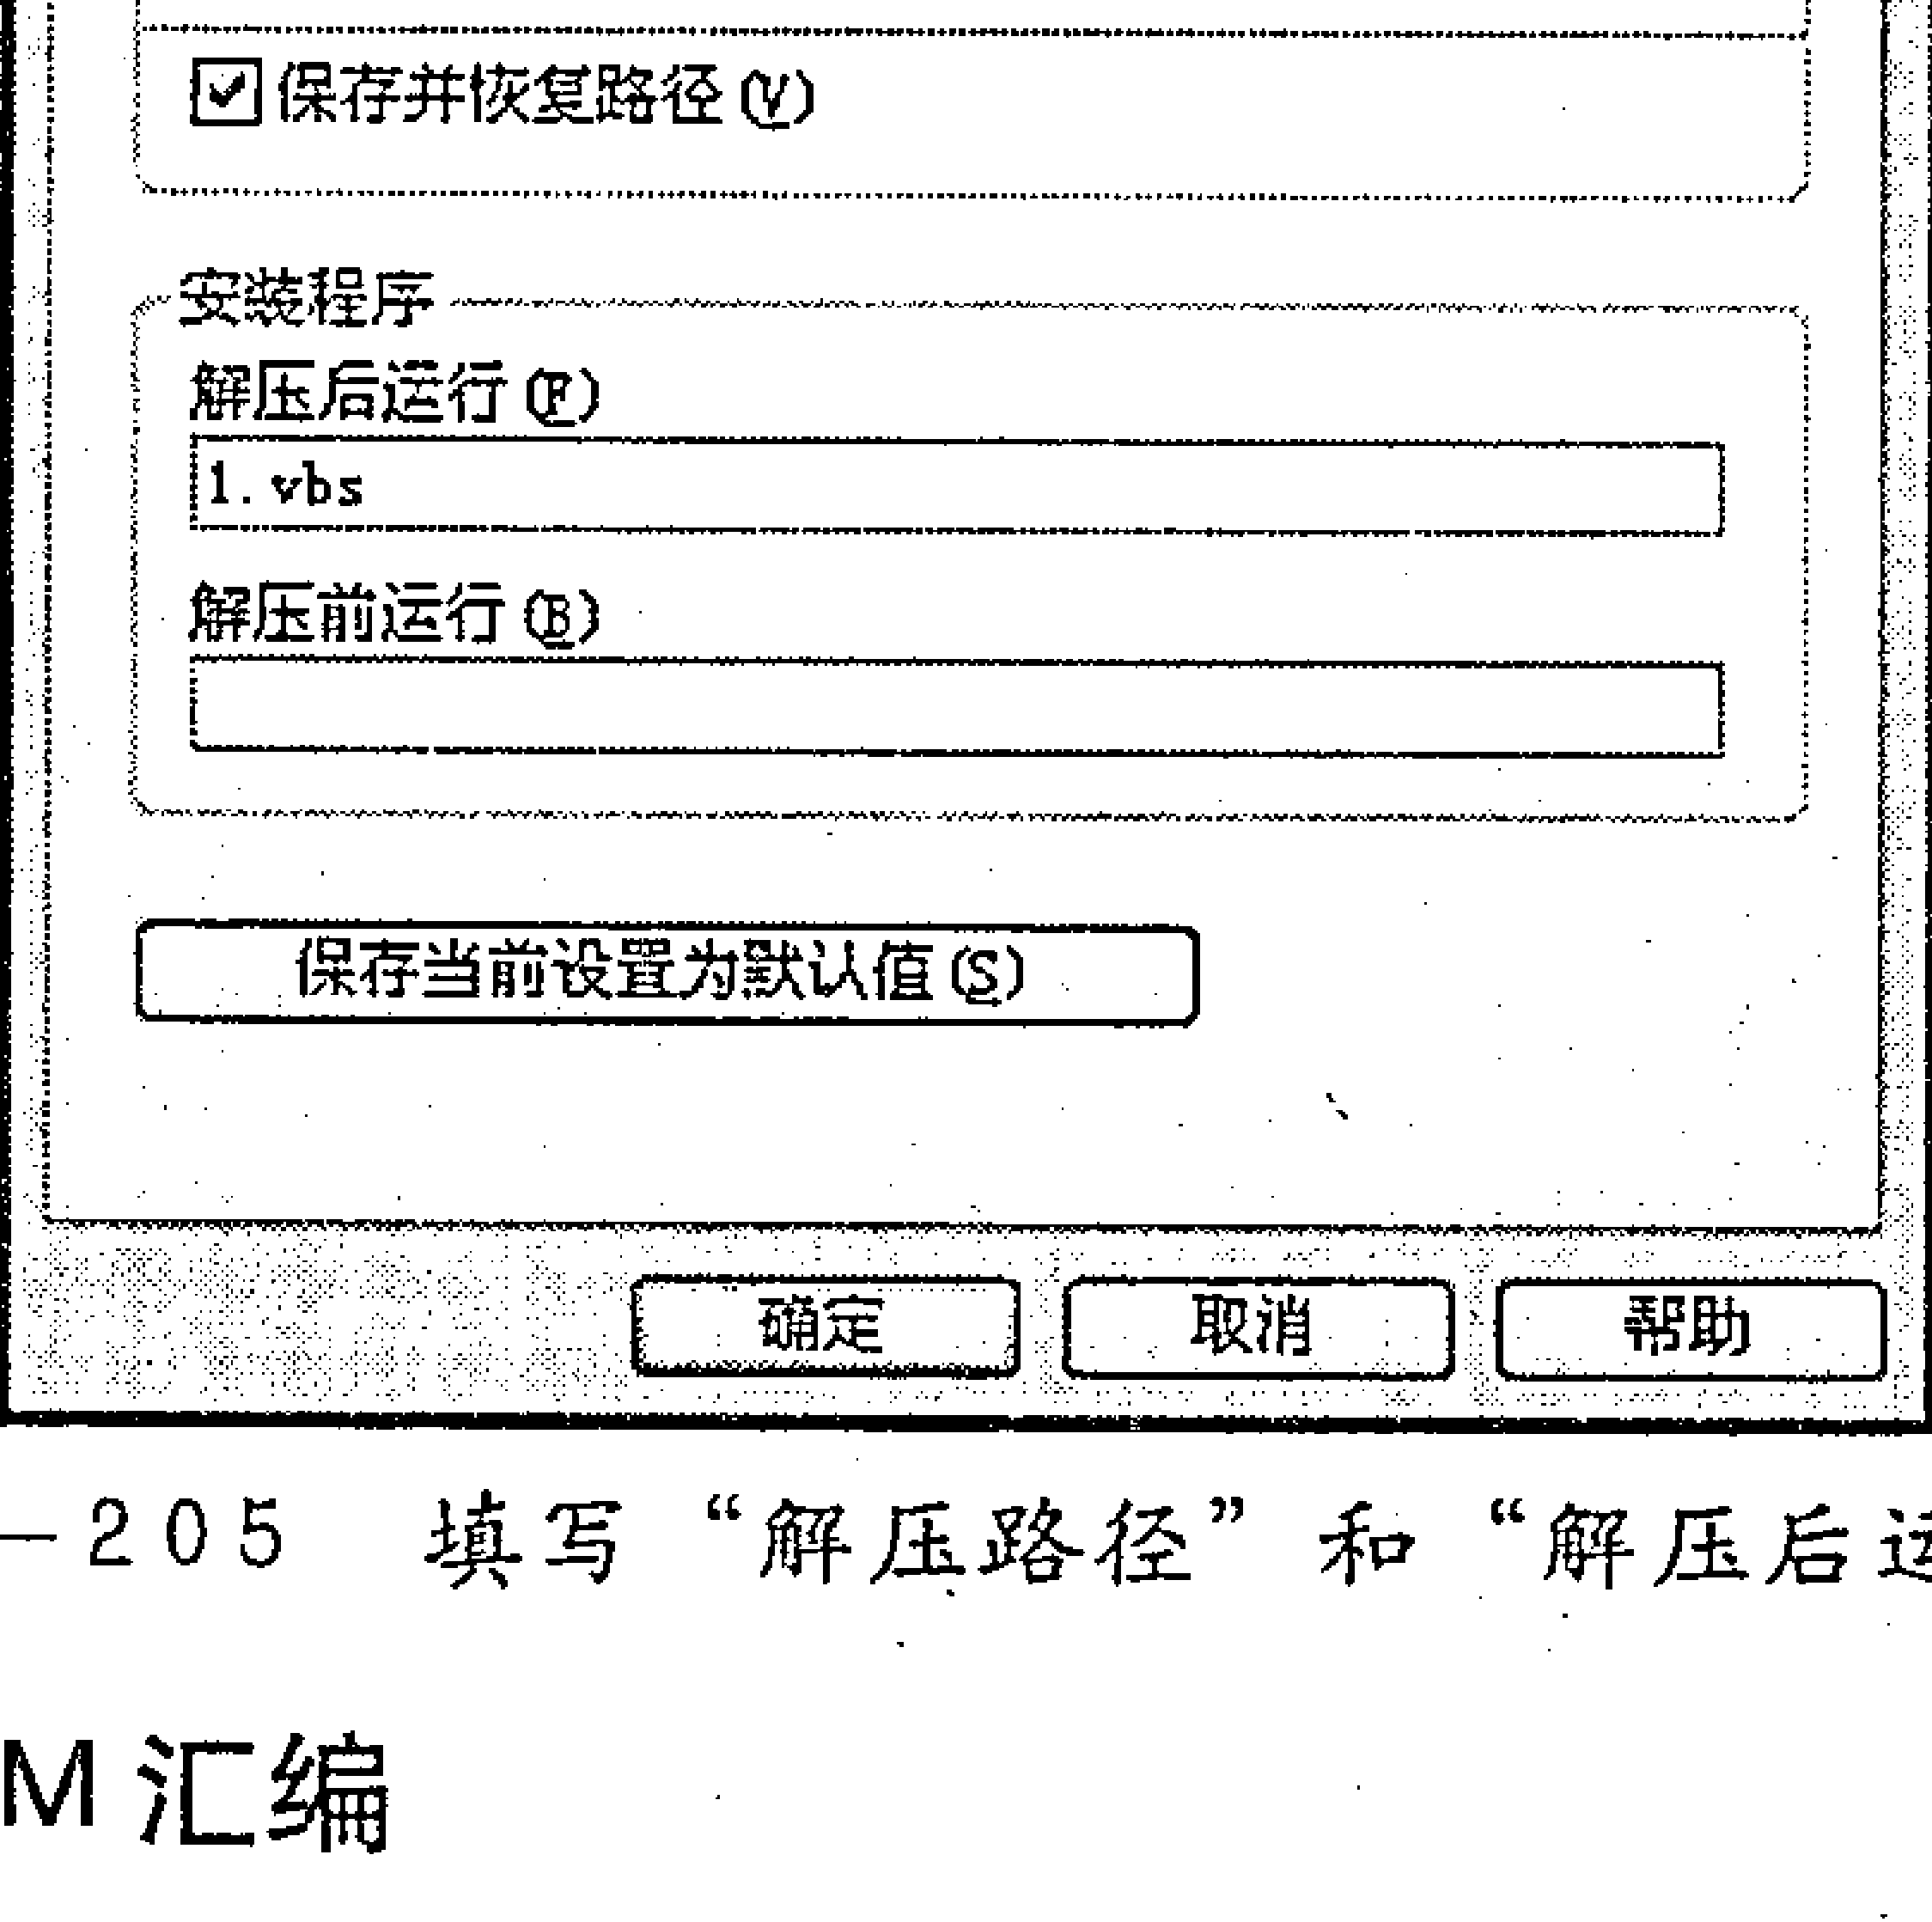 保存并恢复路径(V)
安装程序
解压后运行(F)
1.vbs
解压前运行(B)
保存当前设置为默认值(S)
确定 取消 帮助
-205 填写“解压路径”和“解压后运
M 汇编